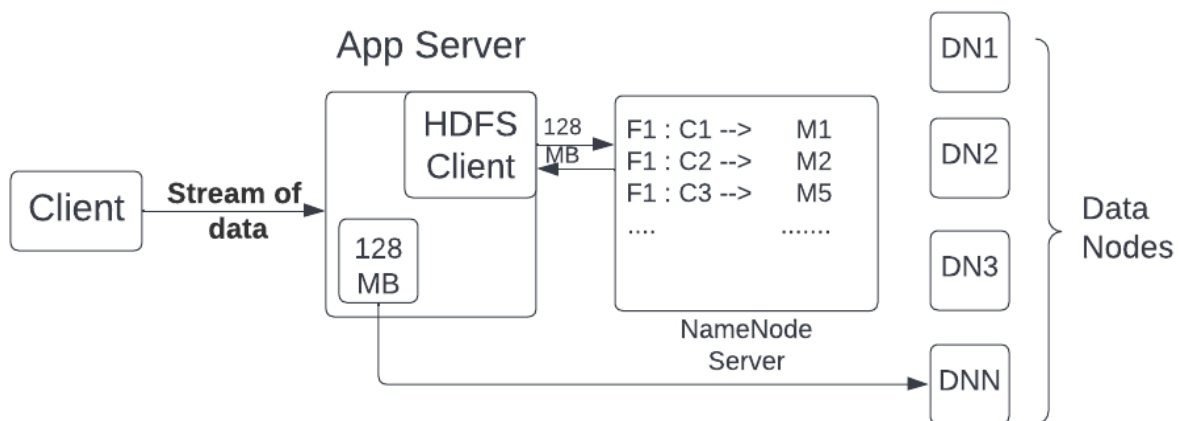 App Server
Client
Stream of
data
HDFS
Client
128
MB
128
MB
F1 : C1 --> M1
F1 : C2 --> M2
F1 : C3 --> M5
.... .......
NameNode
Server
DN1
DN2
DN3
DNN
Data
Nodes